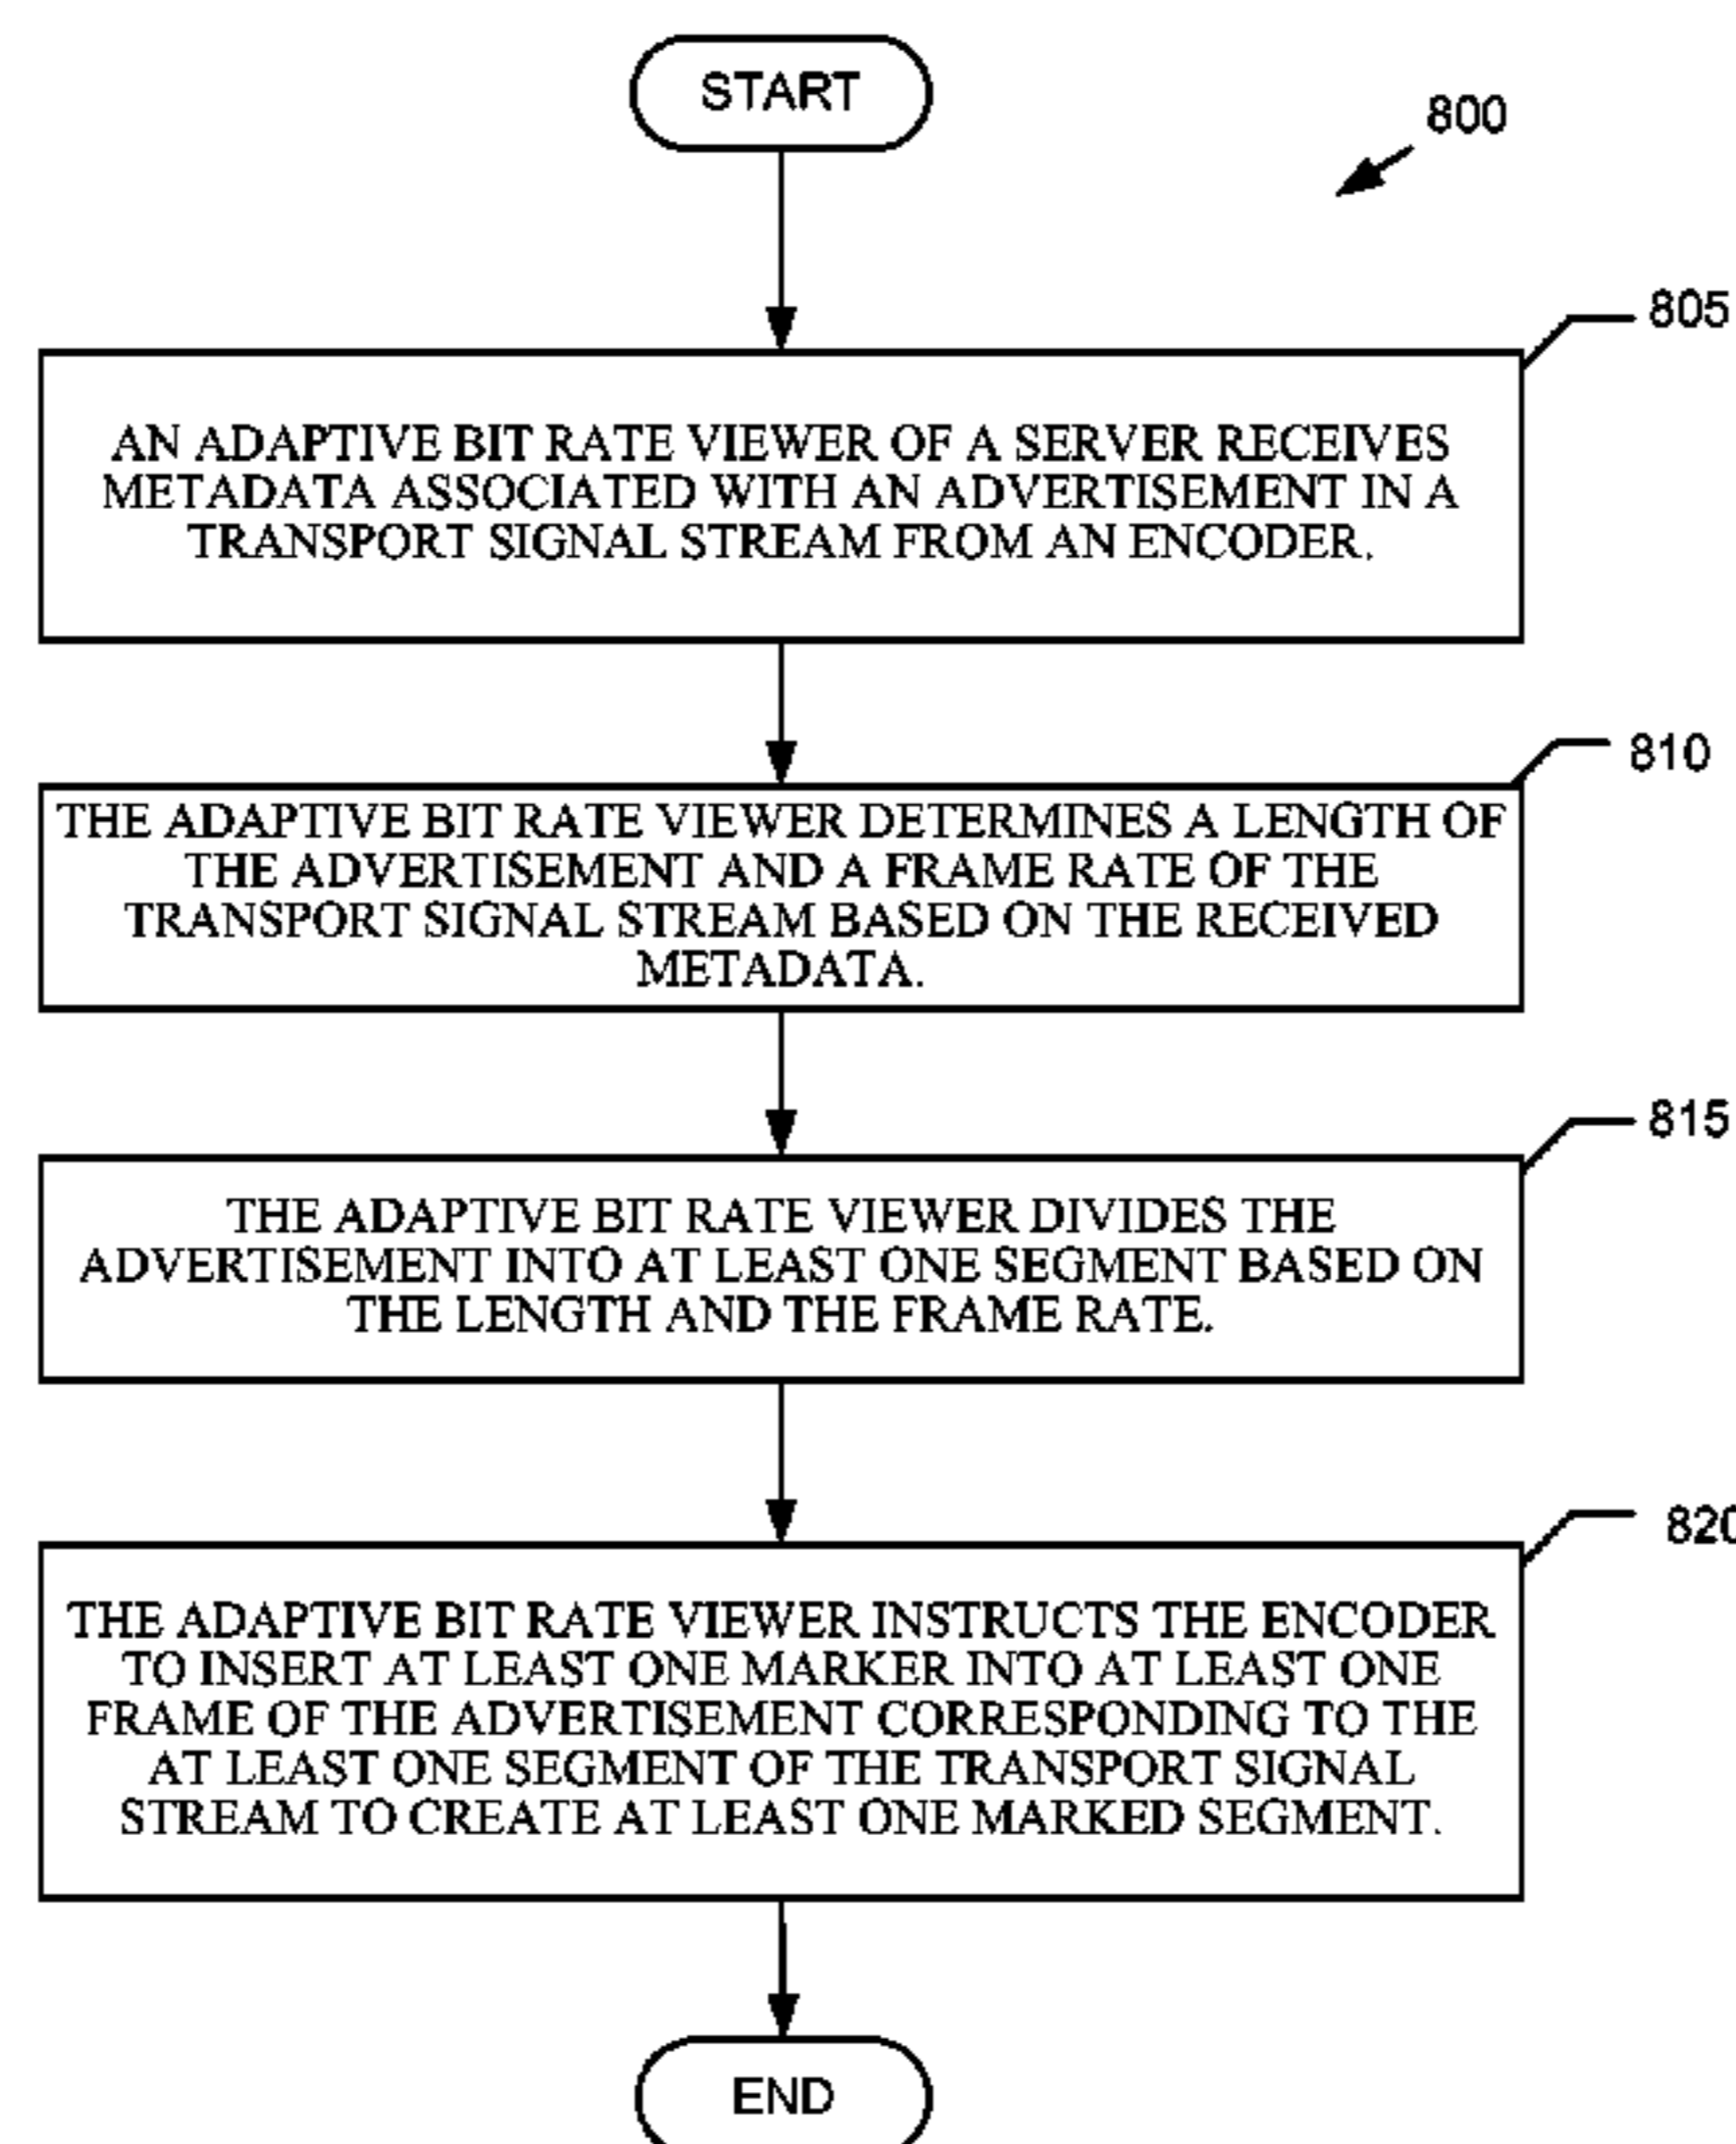 START
800
805
AN ADAPTIVE BIT RATE VIEWER OF A SERVER RECEIVES
METADATA ASSOCIATED WITH AN ADVERTISEMENT IN A
TRANSPORT SIGNAL STREAM FROM AN ENCODER.
810
THE ADAPTIVE BIT RATE VIEWER DETERMINES A LENGTH OF
THE ADVERTISEMENT AND A FRAME RATE OF THE
TRANSPORT SIGNAL STREAM BASED ON THE RECEIVED
METADATA.
815
THE ADAPTIVE BIT RATE VIEWER DIVIDES THE
ADVERTISEMENT INTO AT LEAST ONE SEGMENT BASED ON
THE LENGTH AND THE FRAME RATE.
820
THE ADAPTIVE BIT RATE VIEWER INSTRUCTS THE ENCODER
TO INSERT AT LEAST ONE MARKER INTO AT LEAST ONE
FRAME OF THE ADVERTISEMENT CORRESPONDING TO THE
AT LEAST ONE SEGMENT OF THE TRANSPORT SIGNAL
STREAM TO CREATE AT LEAST ONE MARKED SEGMENT.
END